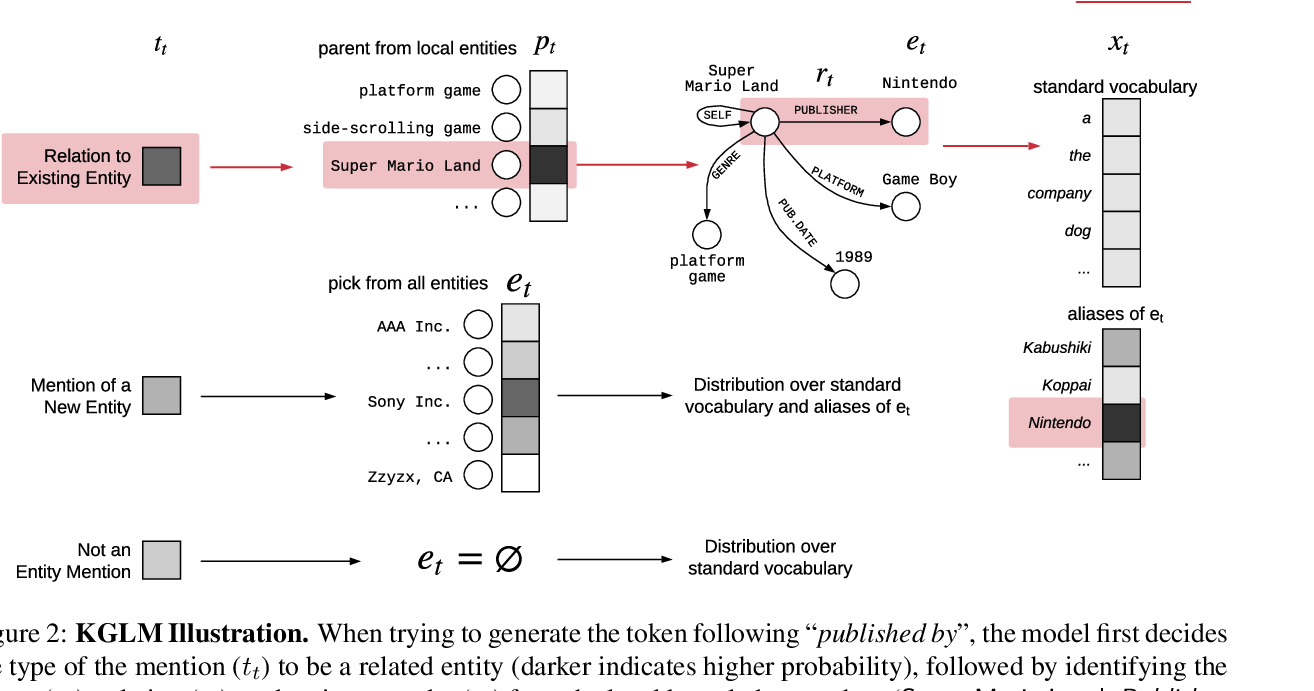 t_t
parent from local entities p_t
platform game
side-scrolling game
Super Mario Land
...
Relation to
Existing Entity
Super
Mario Land
r_t
e_t
Nintendo
SELF
PUBLISHER
GENRE
PLATFORM
PUB.DATE
Game Boy
1989
platform
game
x_t
standard vocabulary
a
the
company
dog
...
aliases of e_t
Kabushiki
Koppai
Nintendo
...
pick from all entities e_t
AAA Inc.
...
Sony Inc.
...
Zzyzx, CA
Mention of a
New Entity
Distribution over standard
vocabulary and aliases of e_t
Not an
Entity Mention
e_t = ∅
Distribution over
standard vocabulary
gure 2: KGLM Illustration. When trying to generate the token following “published by”, the model first decides
e type of the mention (t_t) to be a related entity (darker indicates higher probability), followed by identifying the